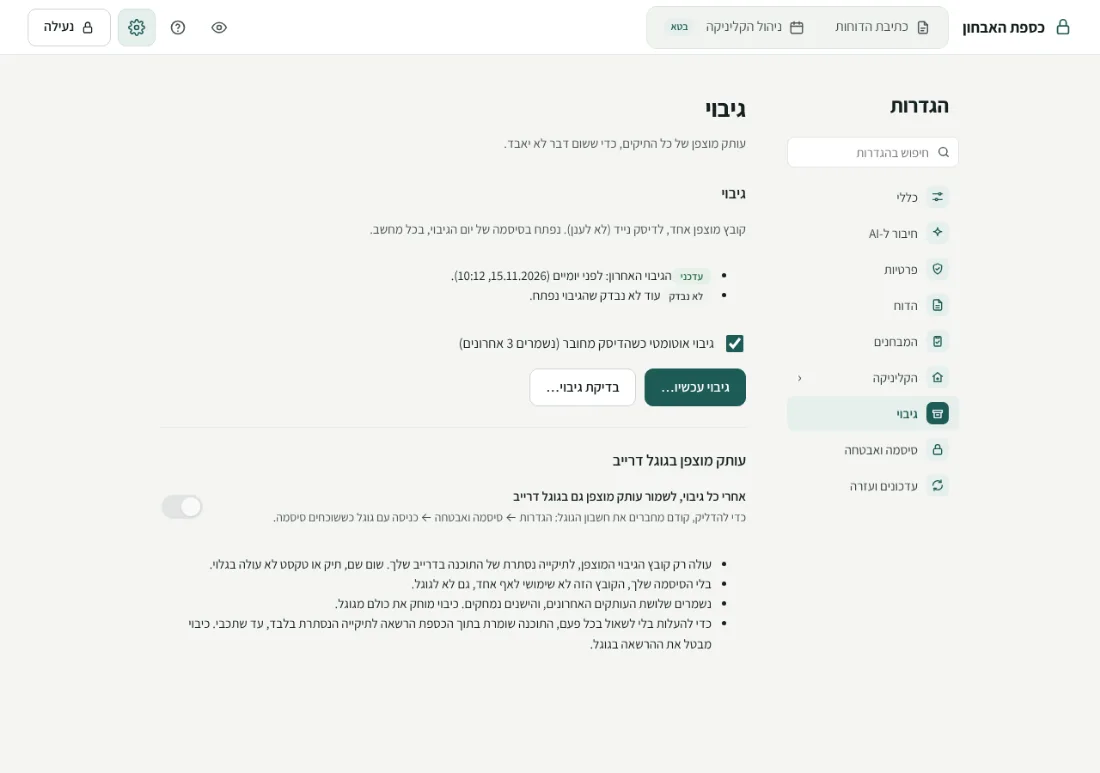 כספת האבחון
כתיבת הדוחות
ניהול הקליניקה
בטא
נעילה
הגדרות
חיפוש בהגדרות
כללי
חיבור ל-AI
פרטיות
הדוח
המבחנים
הקליניקה
גיבוי
סיסמה ואבטחה
עדכונים ועזרה
גיבוי
עותק מוצפן של כל התיקים, כדי ששום דבר לא יאבד.
גיבוי
קובץ מוצפן אחד, לדיסק נייד (לא לענן). נפתח בסיסמה של יום הגיבוי, בכל מחשב.
עדכני הגיבוי האחרון: לפני יומיים (15.11.2026, 10:12).
לא נבדק עוד לא נבדק שהגיבוי נפתח.
גיבוי אוטומטי כשהדיסק מחובר (נשמרים 3 אחרונים)
גיבוי עכשיו…
בדיקת גיבוי…
עותק מוצפן בגוגל דרייב
אחרי כל גיבוי, לשמור עותק מוצפן גם בגוגל דרייב
כדי להדליק, קודם מחברים את חשבון הגוגל: הגדרות ← סיסמה ואבטחה ← כניסה עם גוגל כששוכחים סיסמה.
עולה רק קובץ הגיבוי המוצפן, לתיקייה נסתרת של התוכנה בדרייב שלך. שום שם, תיק או טקסט לא עולה בגלוי.
בלי הסיסמה שלך, הקובץ הזה לא שימושי לאף אחד, גם לא לגוגל.
נשמרים שלושת העותקים האחרונים, והישנים נמחקים. כיבוי מוחק את כולם מגוגל.
כדי להעלות בלי לשאול בכל פעם, התוכנה שומרת בתוך הכספת הרשאה לתיקייה הנסתרת בלבד, עד שתכבי. כיבוי
מבטל את ההרשאה בגוגל.